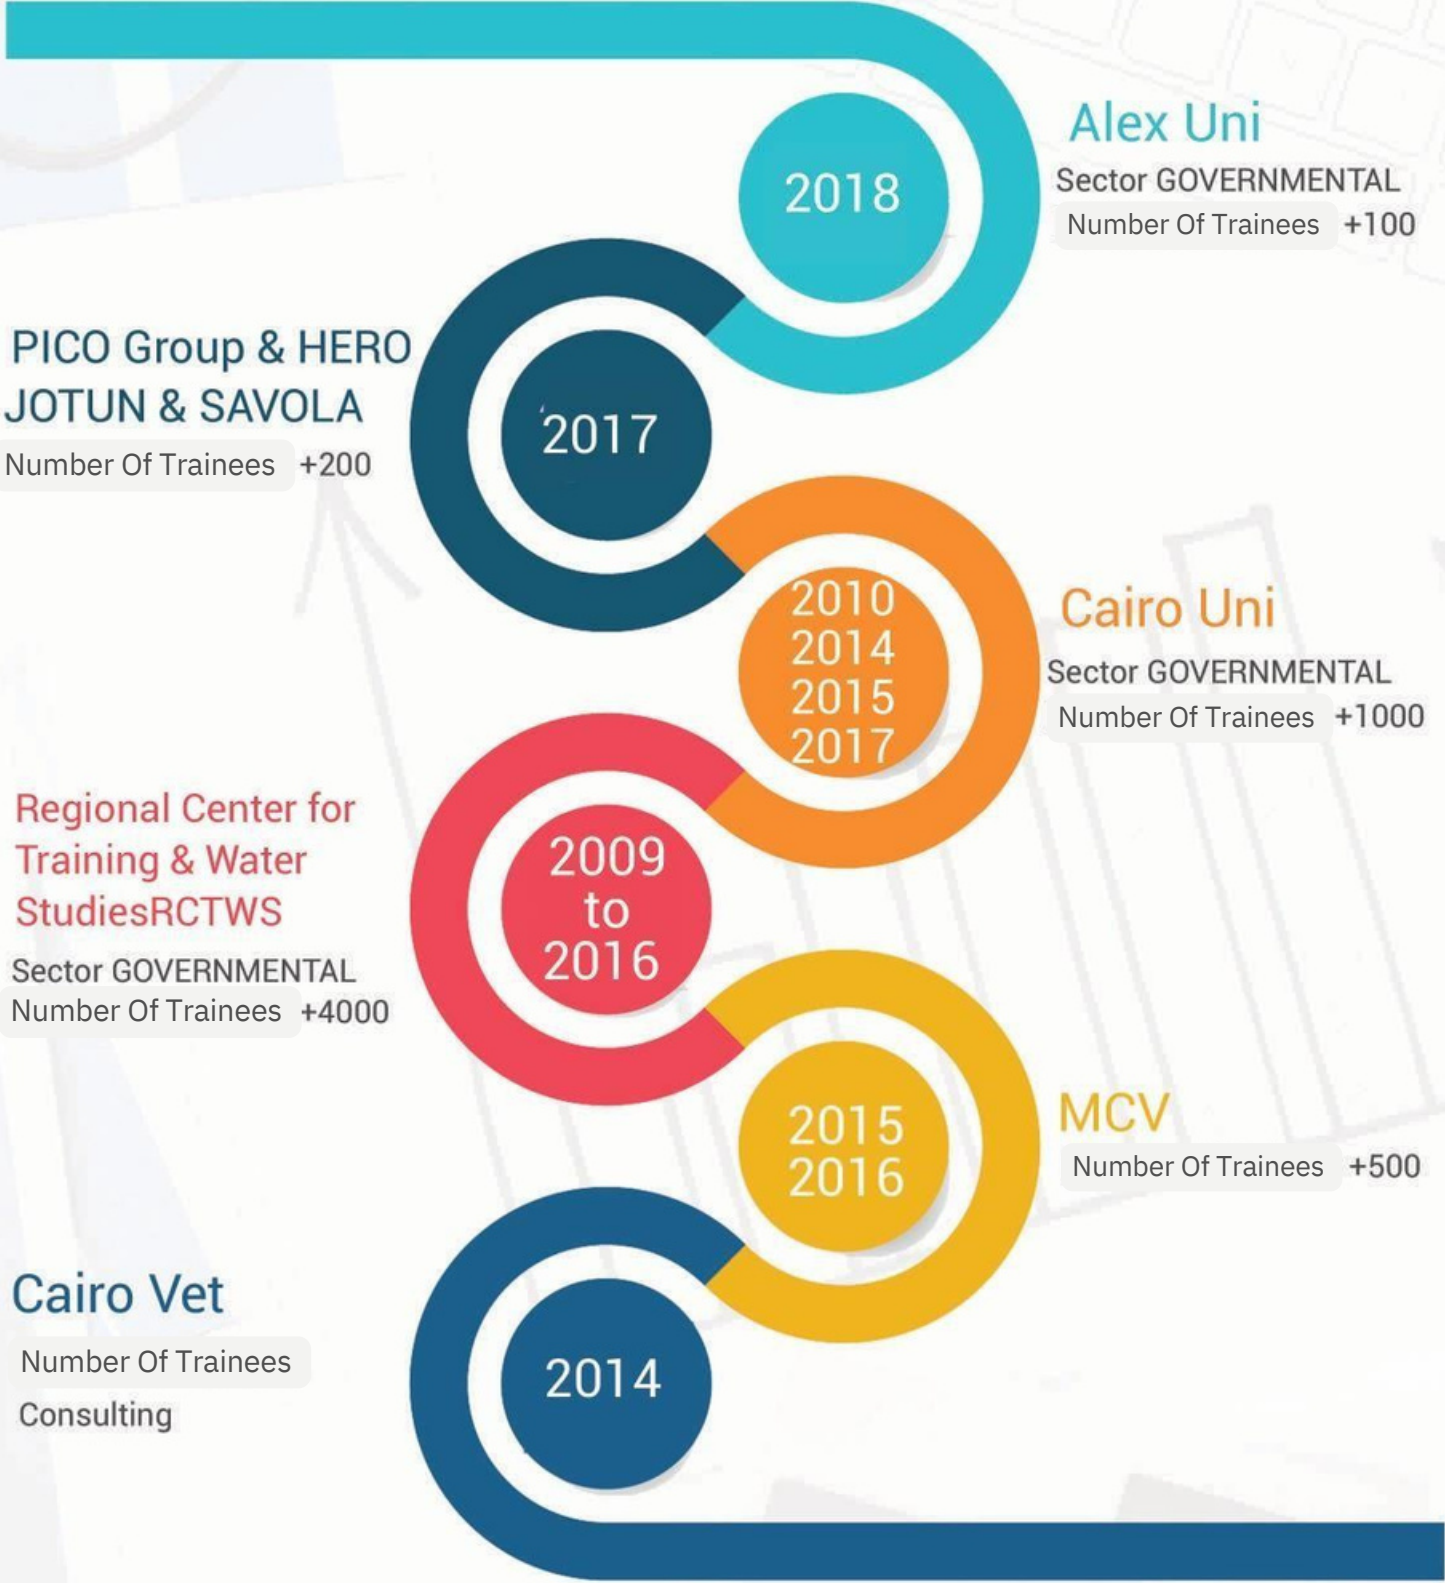 2018
Alex Uni
Sector GOVERNMENTAL
Number Of Trainees +100
PICO Group & HERO
JOTUN & SAVOLA
Number Of Trainees +200
2017
2010
2014
2015
2017
Cairo Uni
Sector GOVERNMENTAL
Number Of Trainees +1000
Regional Center for
Training & Water
StudiesRCTWS
Sector GOVERNMENTAL
Number Of Trainees +4000
2009
to
2016
2015
2016
MCV
Number Of Trainees +500
Cairo Vet
Number Of Trainees
Consulting
2014